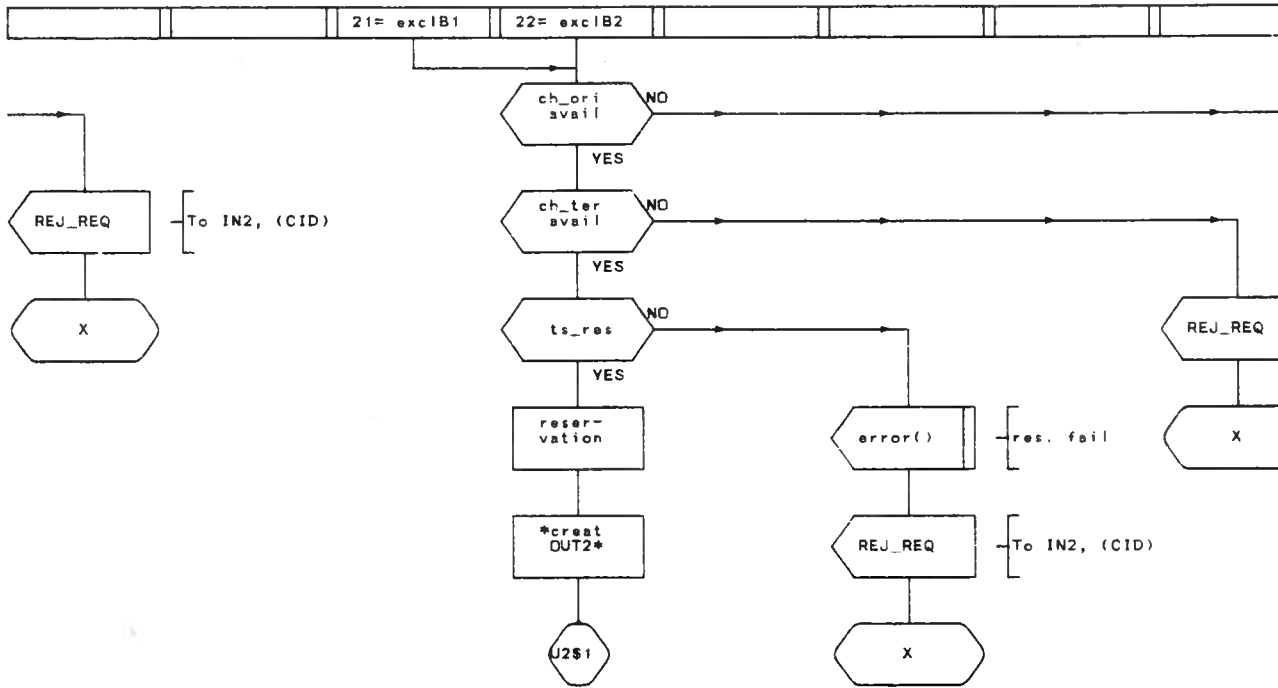 21= exclB1
22= exclB2
ch_ori
avail
NO
YES
REJ_REQ
To IN2, (CID)
ch_ter
avail
NO
YES
X
ts_res
NO
YES
REJ_REQ
reser-
vation
error()
res. fail
X
*creat
OUT2*
REJ_REQ
To IN2, (CID)
J2$1
X